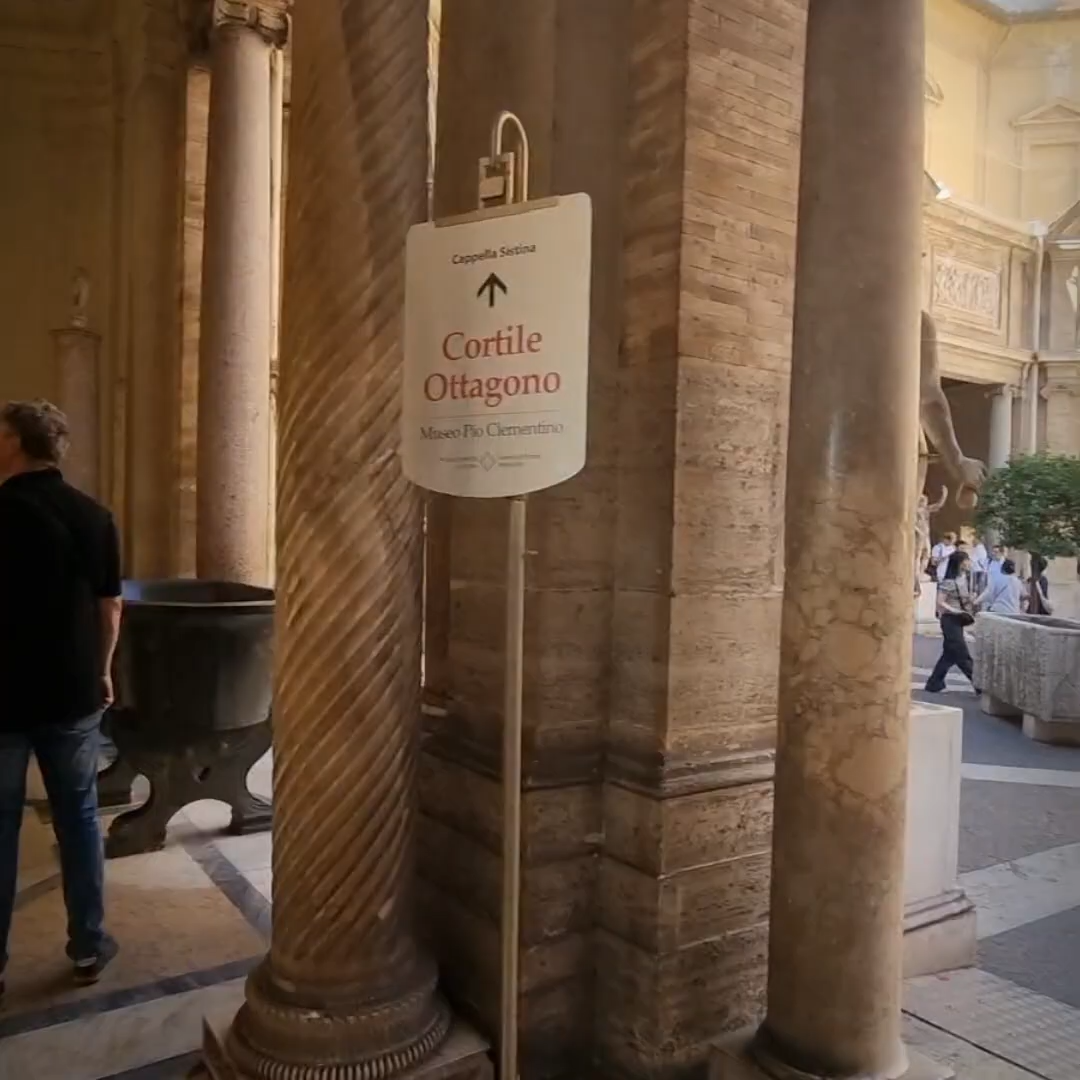 Cappella Sistina
Cortile
Ottagono
Museo Pio Clementino